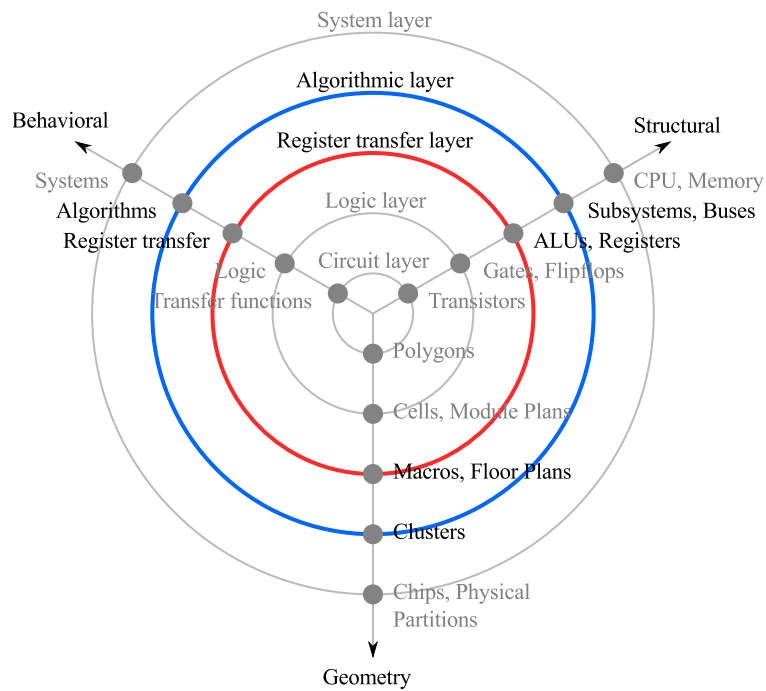 System layer
Algorithmic layer
Behavioral
Structural
Register transfer layer
Systems
CPU, Memory
Logic layer
Algorithms
Subsystems, Buses
Register transfer
ALUs, Registers
Circuit layer
Logic
Gates, Flipflops
Transfer functions
Transistors
Polygons
Cells, Module Plans
Macros, Floor Plans
Clusters
Chips, Physical
Partitions
Geometry